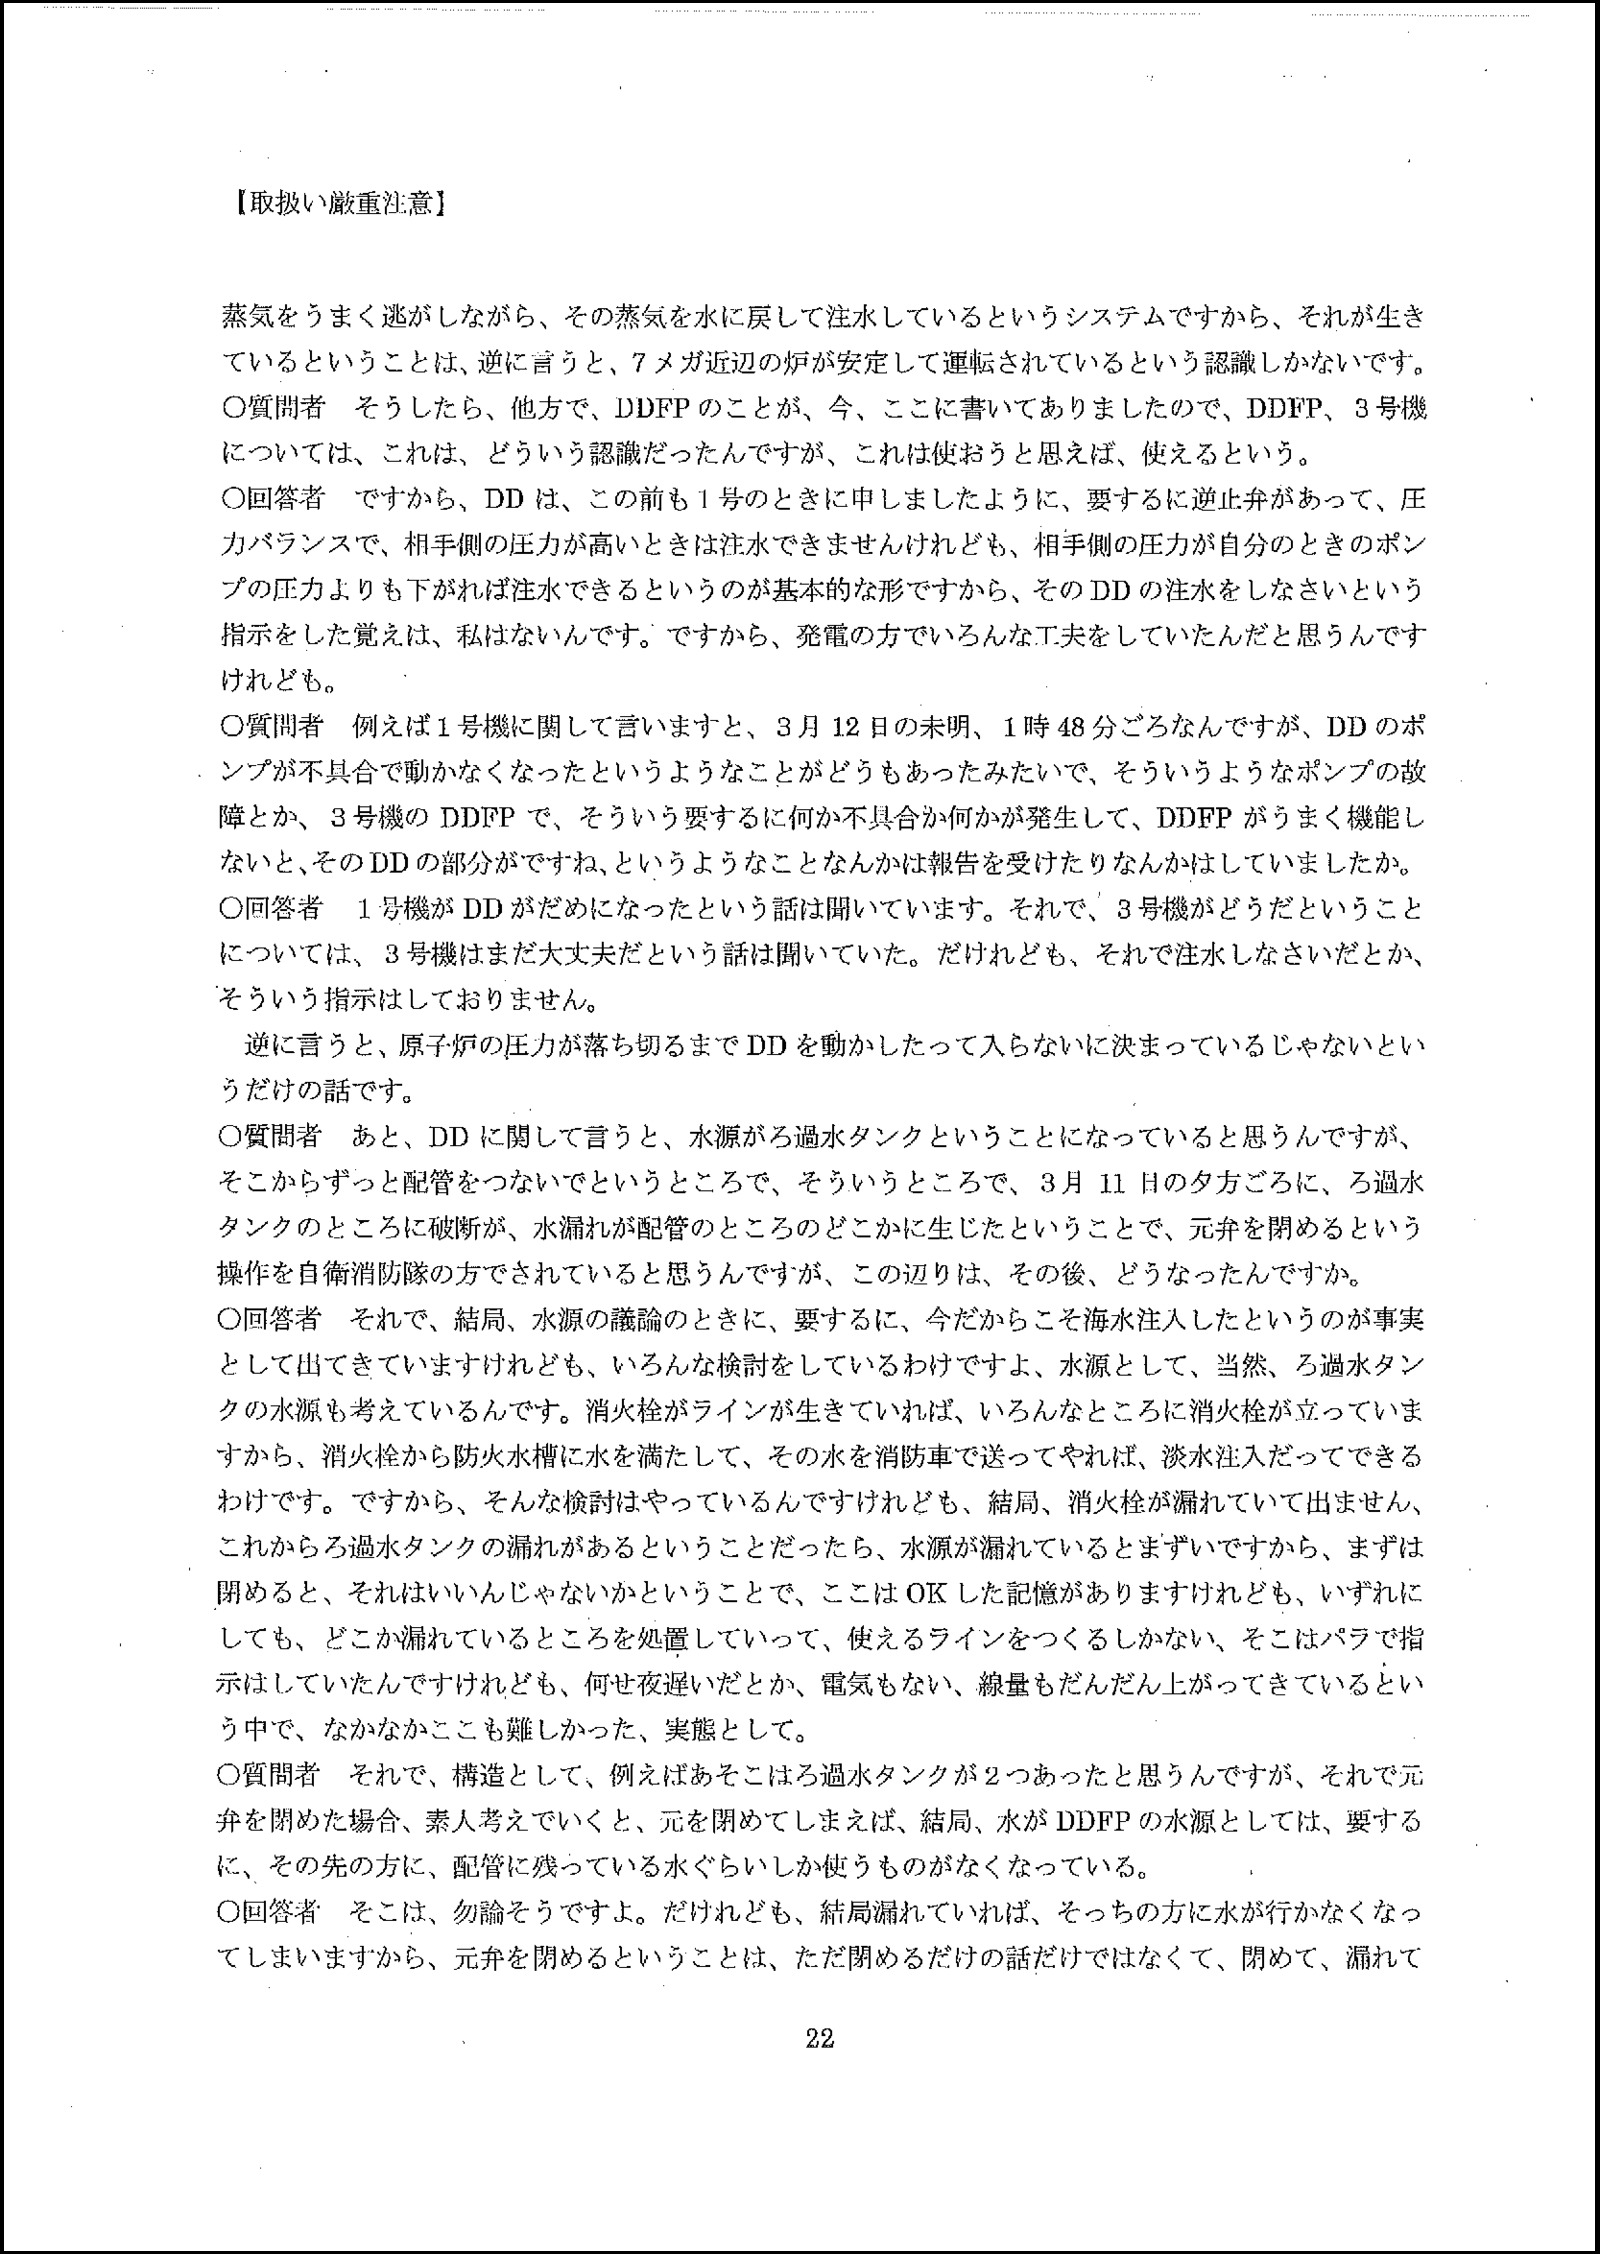 【取扱い厳重注意】
蒸気をうまく逃がしながら、その蒸気を水に戻して注水しているというシステムですから、それが生き
ているということは、逆に言うと、7メガ近辺の炉が安定して運転されているという認識しかないです。
○質問者　そうしたら、他方で、DDFPのことが、今、ここに書いてありましたので、DDFP、3号機
については、これは、どういう認識だったんですが、これは使おうと思えば、使えるという。
○回答者　ですから、DDは、この前も1号のときに申しましたように、要するに逆止弁があって、圧
力バランスで、相手側の圧力が高いときは注水できませんけれども、相手側の圧力が自分のときのポン
プの圧力よりも下がれば注水できるというのが基本的な形ですから、そのDDの注水をしなさいという
指示をした覚えは、私はないんです。ですから、発電の方でいろんな工夫をしていたんだと思うんです
けれども。
○質問者　例えば1号機に関して言いますと、3月12日の未明、1時48分ごろなんですが、DDのポ
ンプが不具合で動かなくなったというようなことがどうもあったみたいで、そういうようなポンプの故
障とか、3号機のDDFPで、そういう要するに何か不具合か何かが発生して、DDFPがうまく機能し
ないと、そのDDの部分がですね、というようなことなんかは報告を受けたりなんかはしていましたか。
○回答者　1号機がDDがだめになったという話は聞いています。それで、3号機がどうだということ
については、3号機はまだ大丈夫だという話は聞いていた。だけれども、それで注水しなさいだとか、
そういう指示はしておりません。
　逆に言うと、原子炉の圧力が落ち切るまでDDを動かしたって入らないに決まっているじゃないとい
うだけの話です。
○質問者　あと、DDに関して言うと、水源がろ過水タンクということになっていると思うんですが、
そこからずっと配管をつないでというところで、そういうところで、3月11日の夕方ごろに、ろ過水
タンクのところに破断が、水漏れが配管のところのどこかに生じたということで、元弁を閉めるという
操作を自衛消防隊の方でされていると思うんですが、この辺りは、その後、どうなったんですか。
○回答者　それで、結局、水源の議論のときに、要するに、今だからこそ海水注入したというのが事実
として出てきていますけれども、いろんな検討をしているわけですよ、水源として、当然、ろ過水タン
クの水源も考えているんです。消火栓がラインが生きていれば、いろんなところに消火栓が立っていま
すから、消火栓から防火水槽に水を満たして、その水を消防車で送ってやれば、淡水注入だってできる
わけです。ですから、そんな検討はやっているんですけれども、結局、消火栓が漏れていて出ません、
これからろ過水タンクの漏れがあるということだったら、水源が漏れているとまずいですから、まずは
閉めると、それはいいんじゃないかということで、ここはOKした記憶がありますけれども、いずれに
しても、どこか漏れているところを処置していって、使えるラインをつくるしかない、そこはパラで指
示はしていたんですけれども、何せ夜遅いだとか、電気もない、線量もだんだん上がってきているとい
う中で、なかなかここも難しかった、実態として。
○質問者　それで、構造として、例えばあそこはろ過水タンクが2つあったと思うんですが、それで元
弁を閉めた場合、素人考えでいくと、元を閉めてしまえば、結局、水がDDFPの水源としては、要する
に、その先の方に、配管に残っている水ぐらいしか使うものがなくなっている。
○回答者　そこは、勿論そうですよ。だけれども、結局漏れていれば、そっちの方に水が行かなくなっ
てしまいますから、元弁を閉めるということは、ただ閉めるだけの話だけではなくて、閉めて、漏れて
22